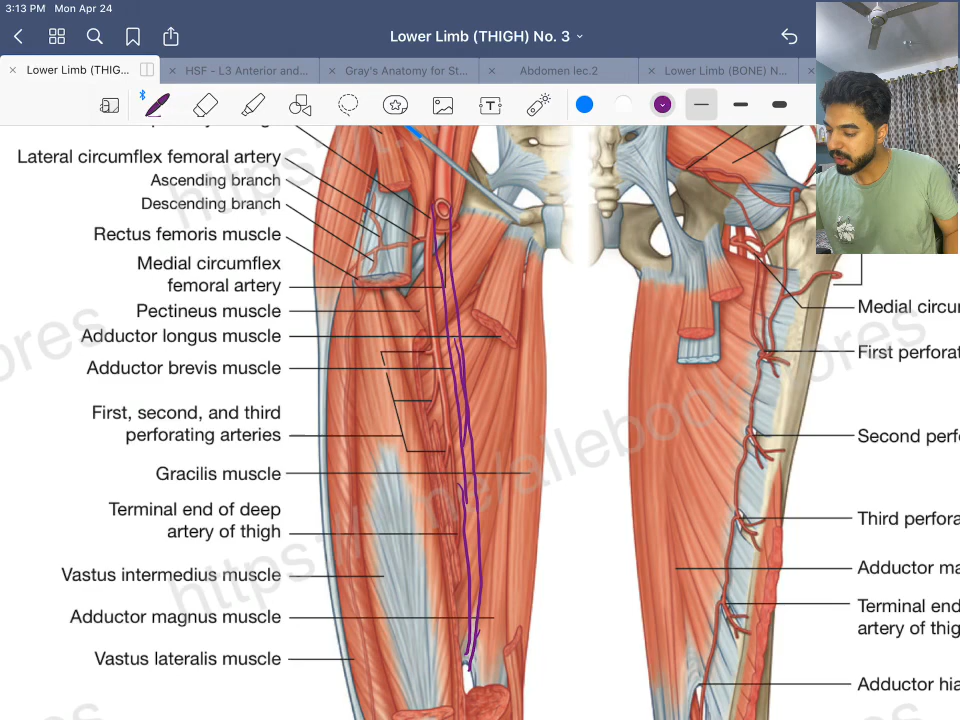 3:13 PM Mon Apr 24
Lower Limb (THIGH) No. 3
Lower Limb (THIG...
HSF - L3 Anterior and...
Gray's Anatomy for St...
Abdomen lec.2
Lower Limb (BONE) N...
Lateral circumflex femoral artery
Ascending branch
Descending branch
Rectus femoris muscle
Medial circumflex
femoral artery
Pectineus muscle
Adductor longus muscle
Adductor brevis muscle
First, second, and third
perforating arteries
Gracilis muscle
Terminal end of deep
artery of thigh
Vastus intermedius muscle
Adductor magnus muscle
Vastus lateralis muscle
Medial circu
First perforat
Second perf
Third perfora
Adductor ma
Terminal end
artery of thig
Adductor hia